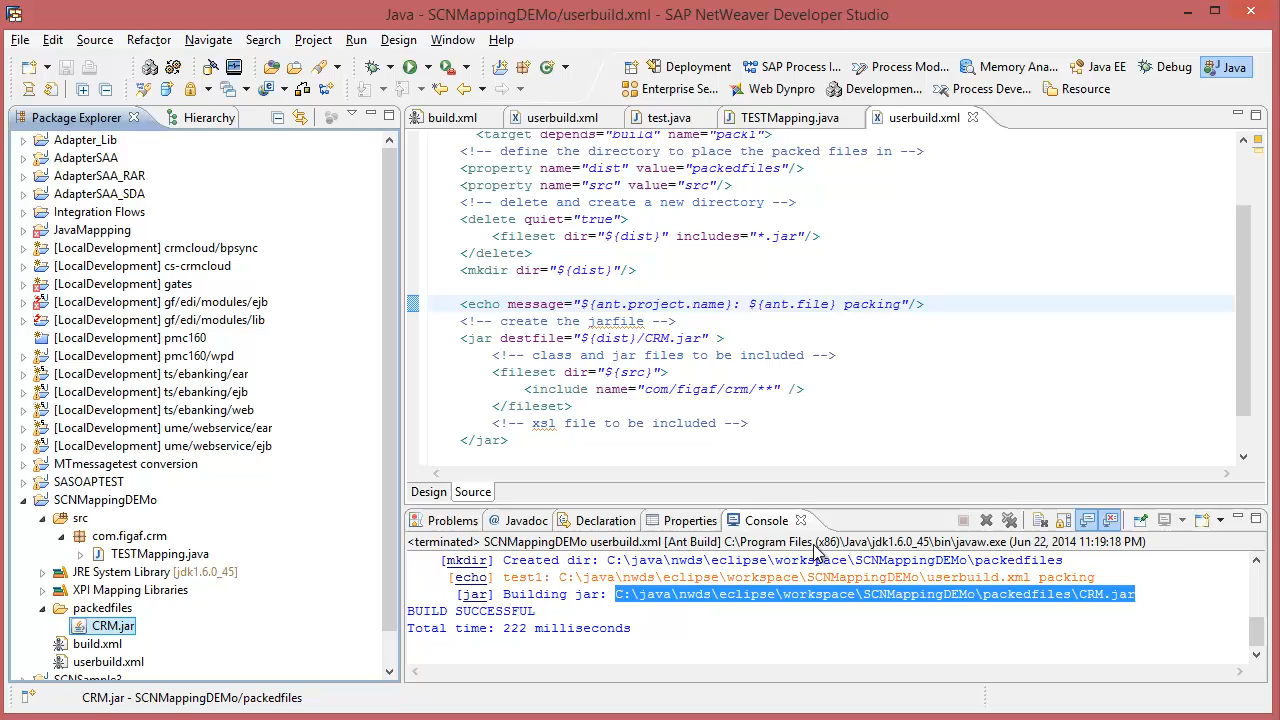 Java - SCNMappingDEMo/userbuild.xml - SAP NetWeaver Developer Studio
File Edit Source Refactor Navigate Search Project Run Design Window Help
Deployment SAP Process I... Process Mod... Memory Ana... Java EE Debug Java
Enterprise Se... Web Dynpro Developmen... Process Deve... Resource
Package Explorer Hierarchy
build.xml userbuild.xml test.java TESTMapping.java userbuild.xml
Adapter_Lib
AdapterSAA
AdapterSAA_RAR
AdapterSAA_SDA
Integration Flows
JavaMappping
[LocalDevelopment] crmcloud/bpsync
[LocalDevelopment] cs-crmcloud
[LocalDevelopment] gates
[LocalDevelopment] gf/edi/modules/ejb
[LocalDevelopment] gf/edi/modules/lib
[LocalDevelopment] pmc160
[LocalDevelopment] pmc160/wpd
[LocalDevelopment] ts/ebanking/ear
[LocalDevelopment] ts/ebanking/ejb
[LocalDevelopment] ts/ebanking/web
[LocalDevelopment] ume/webservice/ear
[LocalDevelopment] ume/webservice/ejb
MTmessagetest conversion
SASOAPTEST
SCNMappingDEMo
src
com.figaf.crm
TESTMapping.java
JRE System Library [jdk1.6.0_45]
XPI Mapping Libraries
packedfiles
CRM.jar
build.xml
userbuild.xml
SCNSample3
<target depends="build" name="pack1">
<!-- define the directory to place the packed files in -->
<property name="dist" value="packedfiles"/>
<property name="src" value="src"/>
<!-- delete and create a new directory -->
<delete quiet="true">
<fileset dir="${dist}" includes="*.jar"/>
</delete>
<mkdir dir="${dist}"/>
<echo message="${ant.project.name}: ${ant.file} packing"/>
<!-- create the jarfile -->
<jar destfile="${dist}/CRM.jar" >
<!-- class and jar files to be included -->
<fileset dir="${src}">
<include name="com/figaf/crm/**" />
</fileset>
<!-- xsl file to be included -->
</jar>
Design Source
Problems Javadoc Declaration Properties Console
<terminated> SCNMappingDEMo userbuild.xml [Ant Build] C:\Program Files (x86)\Java\jdk1.6.0_45\bin\javaw.exe (Jun 22, 2014 11:19:18 PM)
[mkdir] Created dir: C:\java\nwds\eclipse\workspace\SCNMappingDEMo\packedfiles
[echo] test1: C:\java\nwds\eclipse\workspace\SCNMappingDEMo\userbuild.xml packing
[jar] Building jar: C:\java\nwds\eclipse\workspace\SCNMappingDEMo\packedfiles\CRM.jar
BUILD SUCCESSFUL
Total time: 222 milliseconds
CRM.jar - SCNMappingDEMo/packedfiles